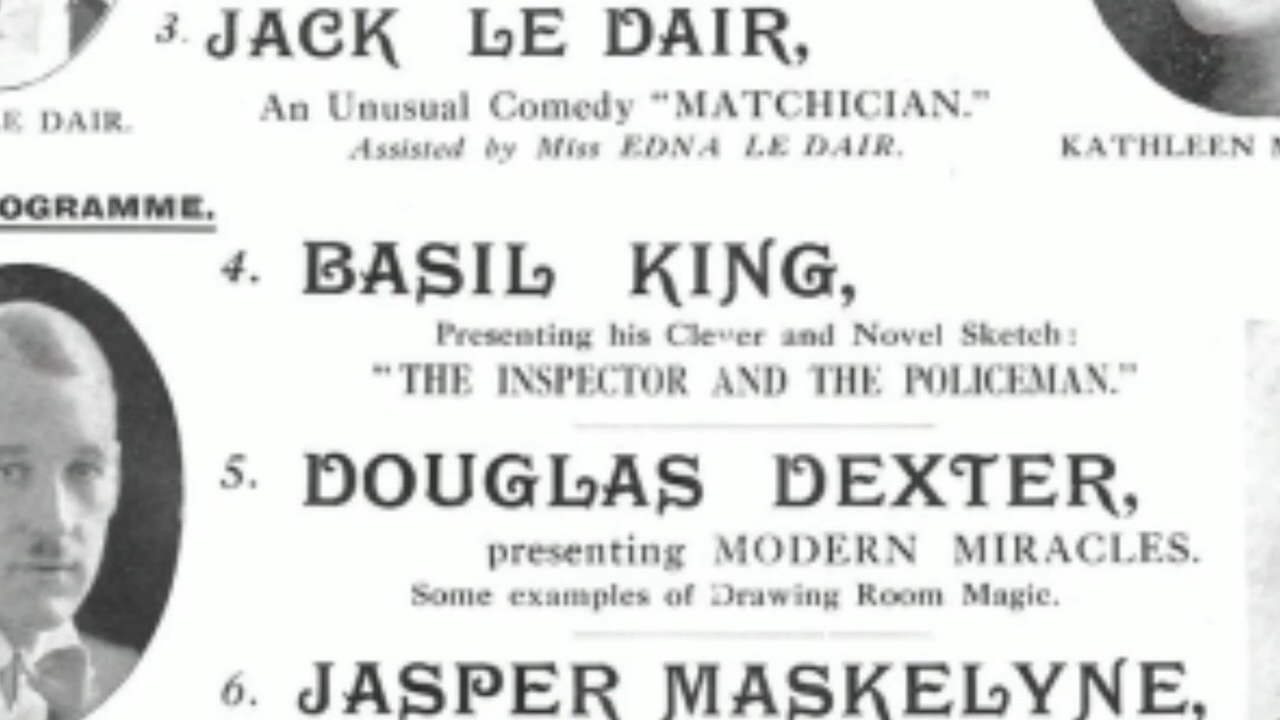 3. JACK LE DAIR,
An Unusual Comedy "MATCHICIAN."
Assisted by Miss EDNA LE DAIR.
LE DAIR.
KATHLEEN
OGRAMME.
4. BASIL KING,
Presenting his Clever and Novel Sketch:
"THE INSPECTOR AND THE POLICEMAN."
5. DOUGLAS DEXTER,
presenting MODERN MIRACLES.
Some examples of Drawing Room Magic.
6. JASPER MASKELYNE,